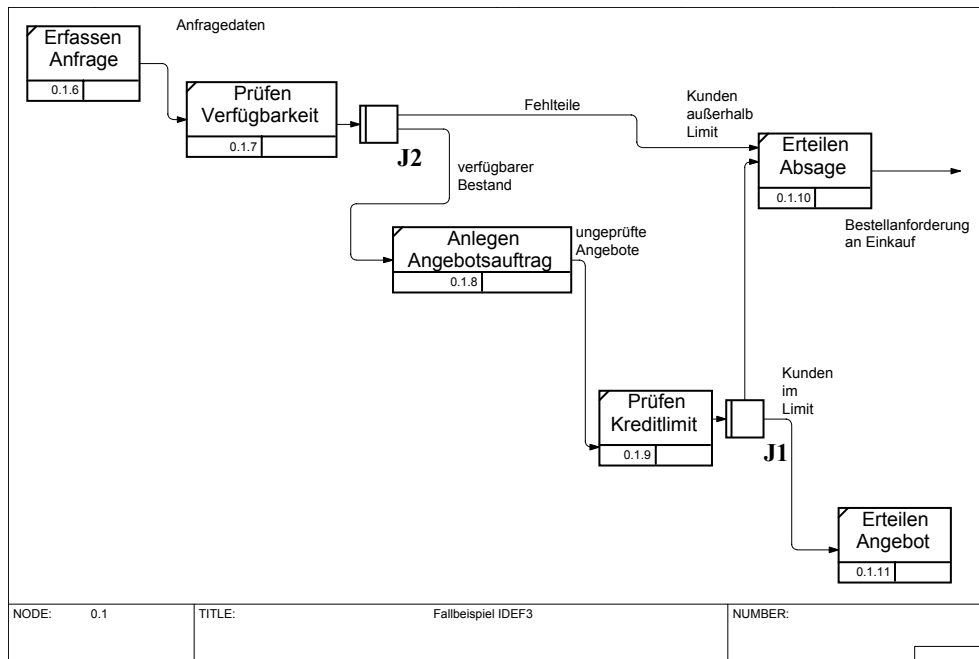 Anfragedaten
Erfassen
Anfrage
0.1.6
Prüfen
Verfügbarkeit
0.1.7
J2
Fehlteile
verfügbarer
Bestand
Kunden
außerhalb
Limit
Erteilen
Absage
0.1.10
Bestellanforderung
an Einkauf
Anlegen
Angebotsauftrag
0.1.8
ungeprüfte
Angebote
Prüfen
Kreditlimit
0.1.9
J1
Kunden
im
Limit
Erteilen
Angebot
0.1.11
NODE: 0.1
TITLE: Fallbeispiel IDEF3
NUMBER: